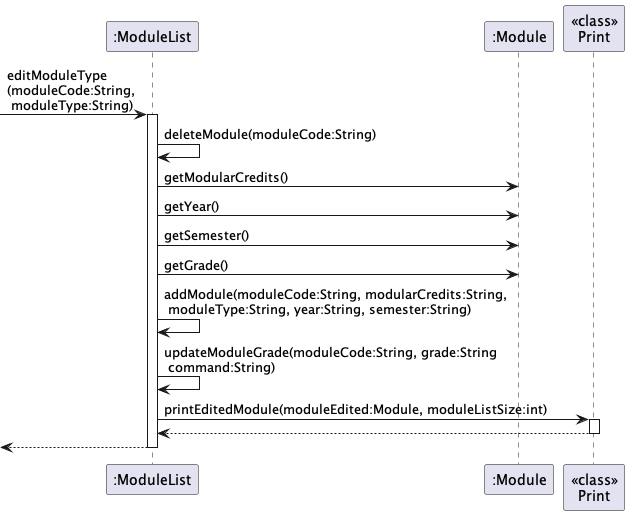 «class»
:ModuleList
:Module
Print
editModuleType
(moduleCode:String,
moduleType:String)
deleteModule(moduleCode:String)
getModularCredits()
getYear()
getSemester()
getGrade()
addModule(moduleCode:String, modularCredits:String,
moduleType:String, year:String, semester:String)
updateModuleGrade(moduleCode:String, grade:String
command:String)
printEditedModule(moduleEdited:Module, moduleListSize:int)
:ModuleList
:Module
«class»
Print